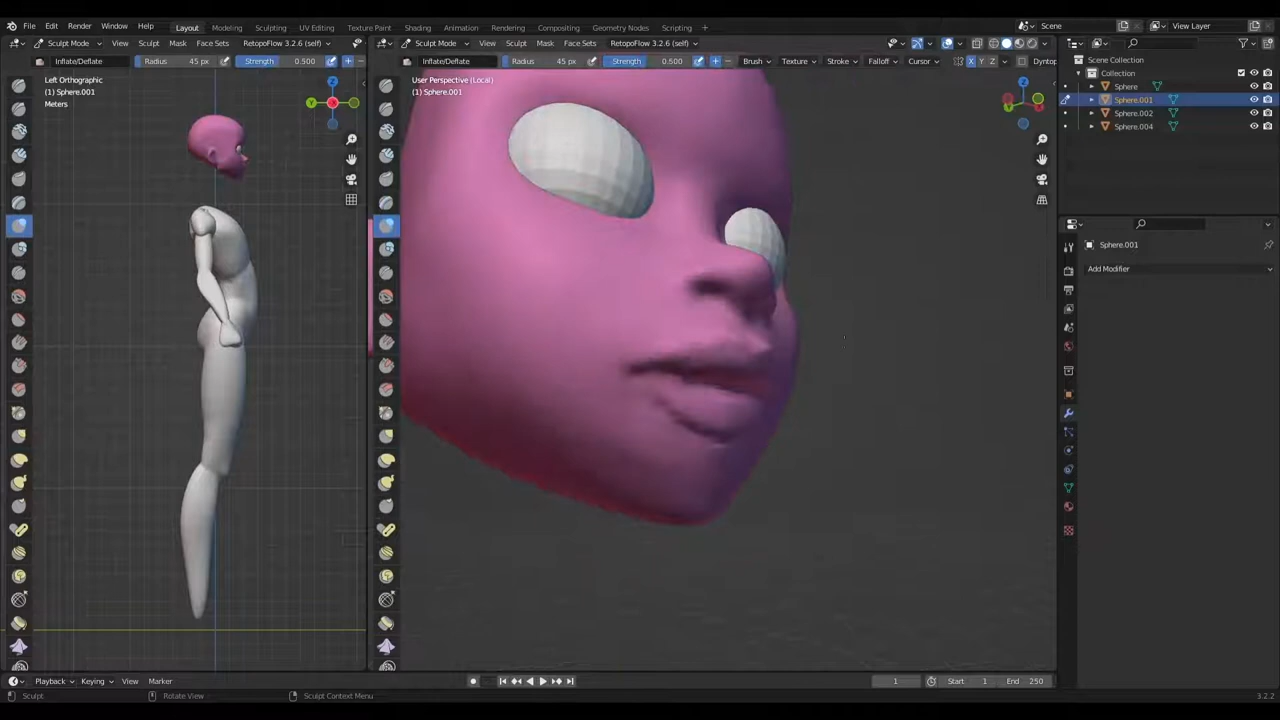 File Edit Render Window Help Layout Modeling Sculpting UV Editing Texture Paint Shading Animation Rendering Compositing Geometry Nodes Scripting + Scene View Layer
Sculpt Mode View Sculpt Mask Face Sets RetopoFlow 3.2.6 (self) Sculpt Mode View Sculpt Mask Face Sets RetopoFlow 3.2.6 (self)
Inflate/Deflate Radius 45 px Strength 0.500 Inflate/Deflate Radius 45 px Strength 0.500 Brush Texture Stroke Falloff Cursor X Y Z Dyntop
Left Orthographic
(1) Sphere.001
Meters
User Perspective (Local)
(1) Sphere.001
Scene Collection
Collection
Sphere
Sphere.001
Sphere.002
Sphere.004
Sphere.001
Add Modifier
Playback Keying View Marker 1 Start 1 End 250
Sculpt Rotate View Sculpt Context Menu 3.2.2